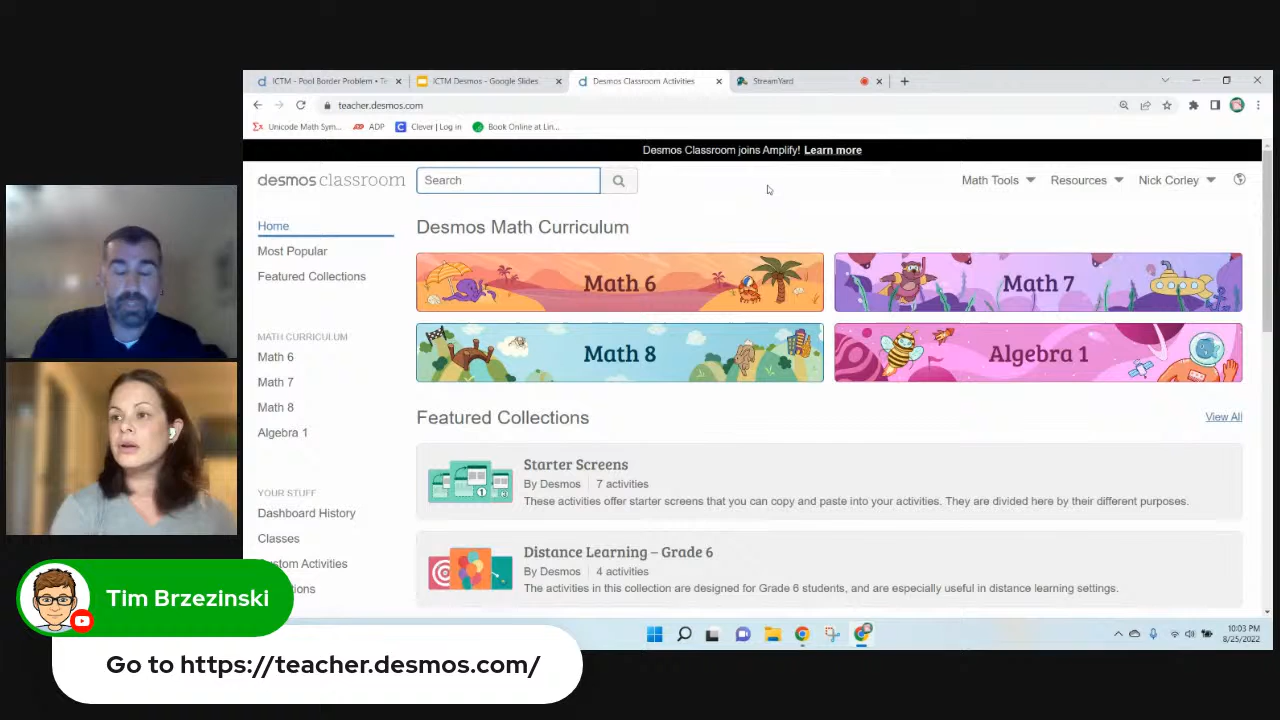 ICTM - Pool Border Problem • Te
ICTM Desmos - Google Slides
Desmos Classroom Activities
StreamYard
teacher.desmos.com
Unicode Math Sym...
ADP
Clever | Log in
Book Online at Lin...
Desmos Classroom joins Amplify! Learn more
desmos classroom
Search
Math Tools
Resources
Nick Corley
Home
Most Popular
Featured Collections
MATH CURRICULUM
Math 6
Math 7
Math 8
Algebra 1
YOUR STUFF
Dashboard History
Classes
ustom Activities
Desmos Math Curriculum
Math 6
Math 7
Math 8
Algebra 1
Featured Collections
View All
Starter Screens
By Desmos | 7 activities
These activities offer starter screens that you can copy and paste into your activities. They are divided here by their different purposes.
Distance Learning – Grade 6
By Desmos | 4 activities
The activities in this collection are designed for Grade 6 students, and are especially useful in distance learning settings.
10:03 PM
8/25/2022
Tim Brzezinski
Go to https://teacher.desmos.com/